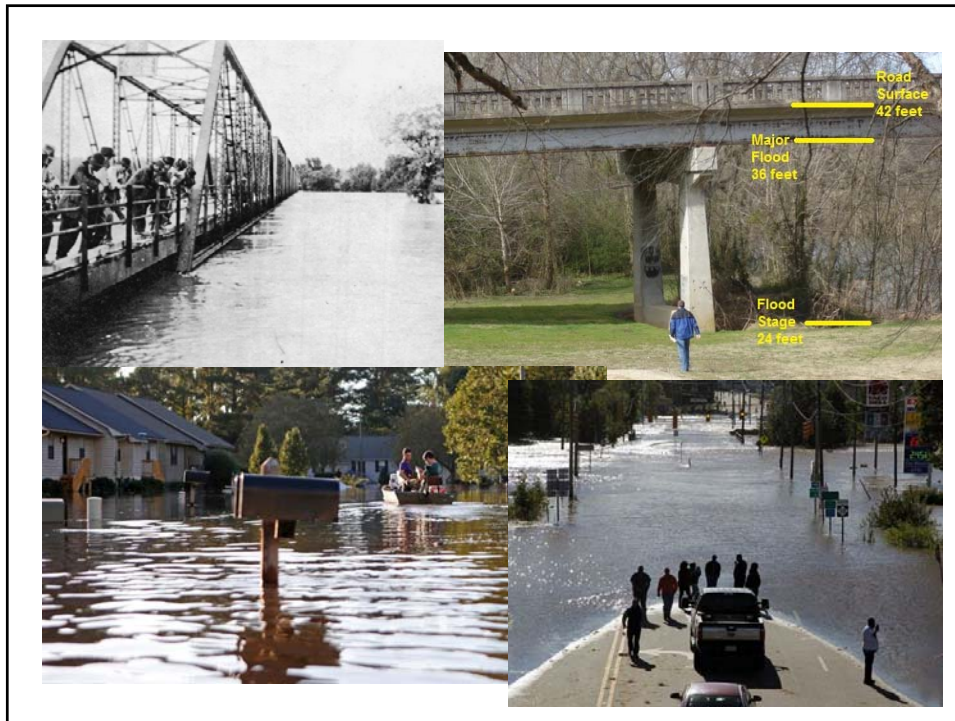 Road
Surface
42 feet
Major
Flood
36 feet
Flood
Stage
24 feet